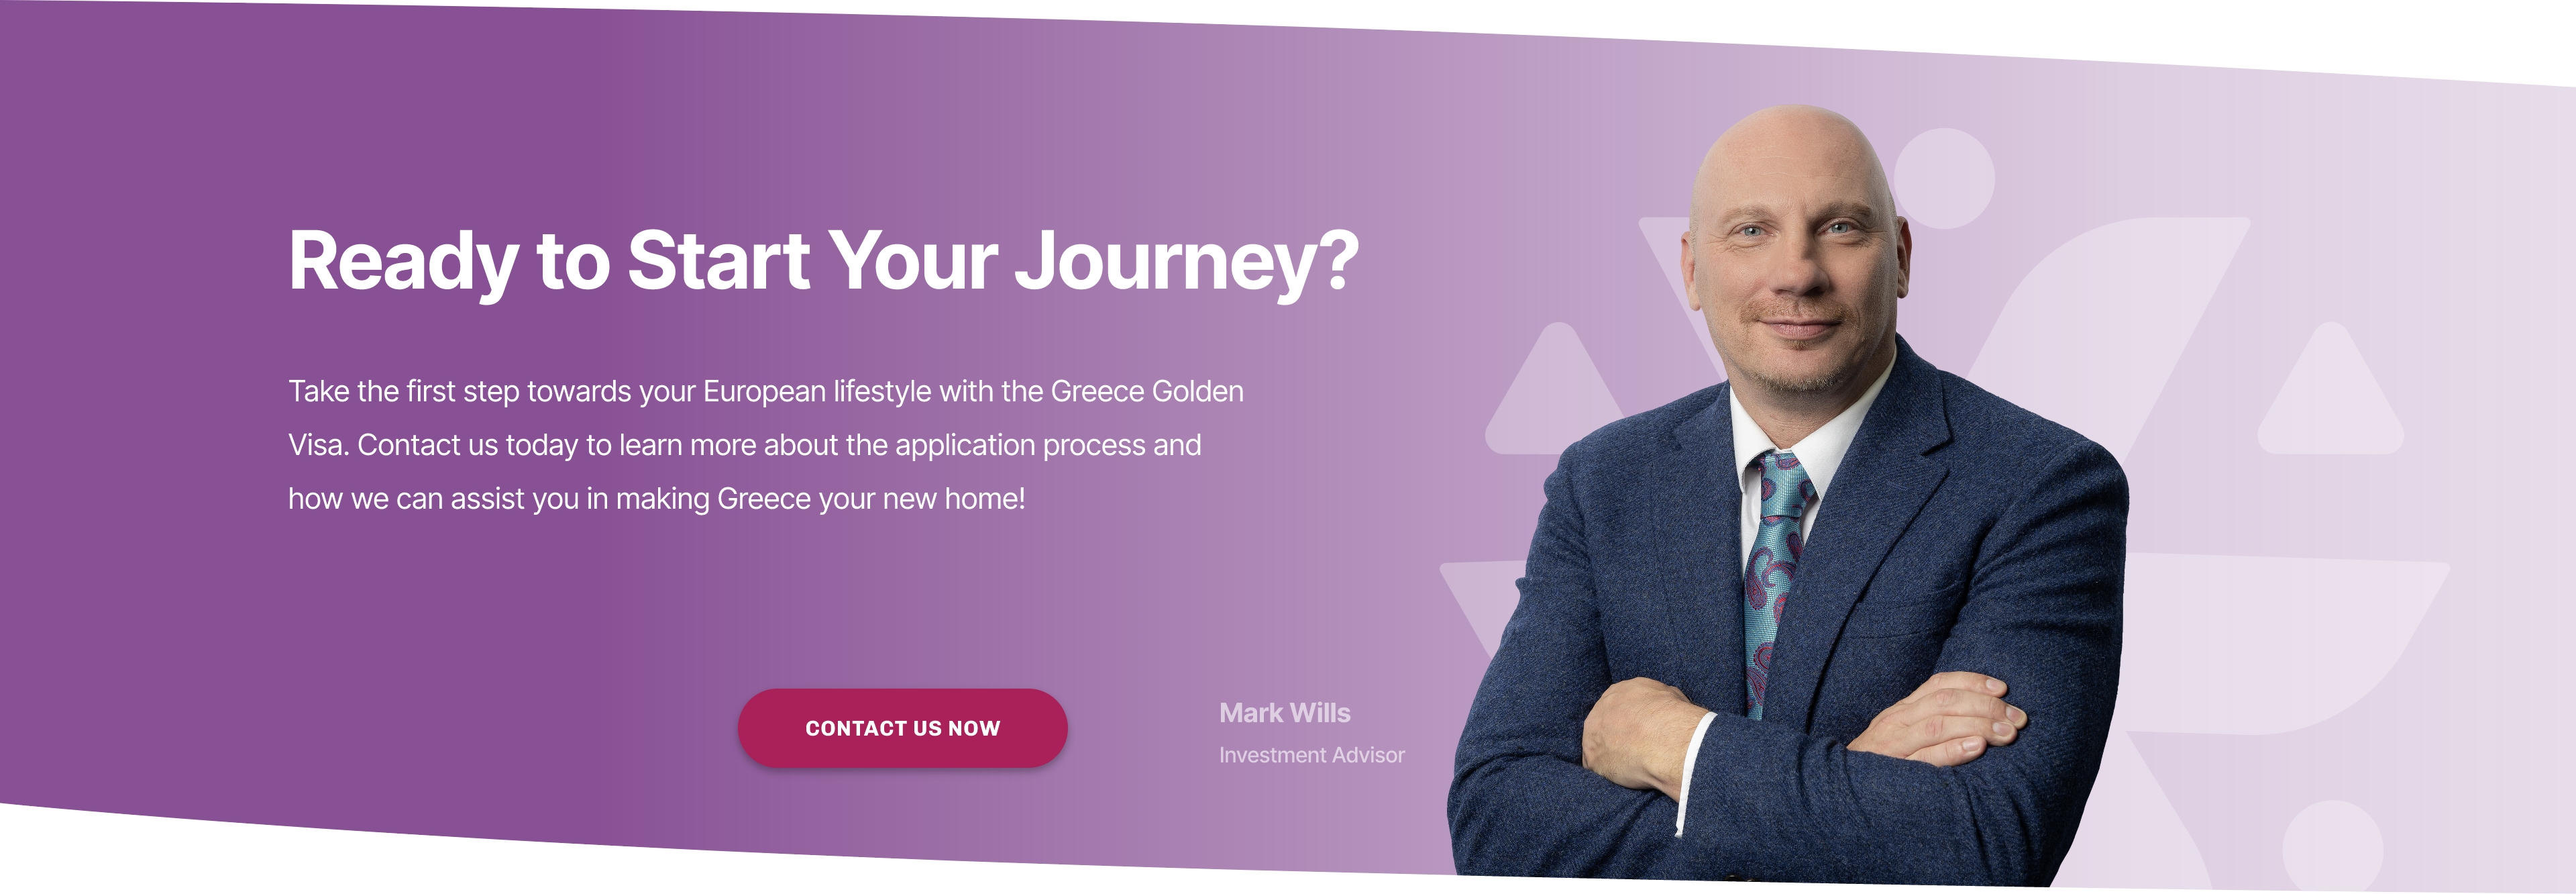 Ready to Start Your Journey?
Take the first step towards your European lifestyle with the Greece Golden
Visa. Contact us today to learn more about the application process and
how we can assist you in making Greece your new home!
CONTACT US NOW
Mark Wills
Investment Advisor